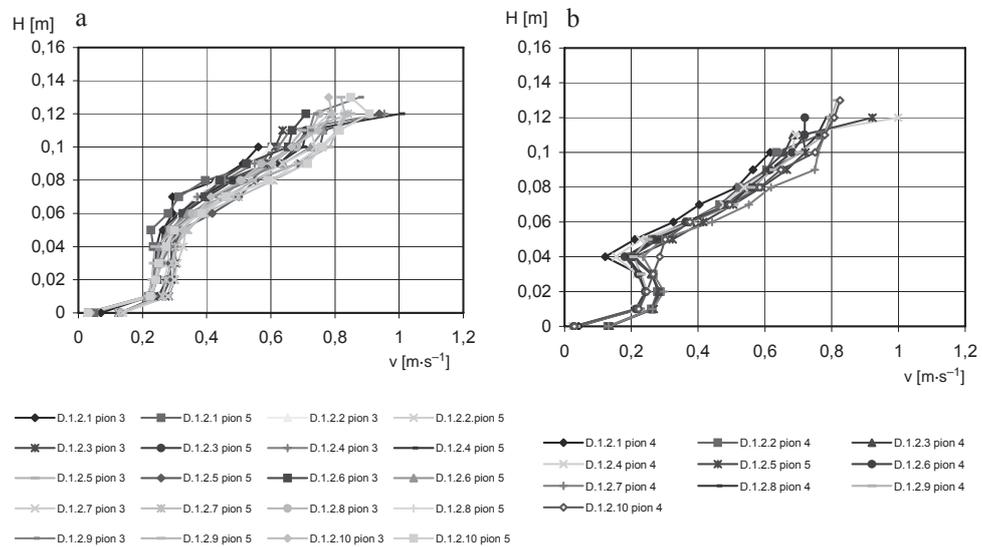 a
H [m]
0,16
0,14
0,12
0,1
0,08
0,06
0,04
0,02
0
0 0,2 0,4 0,6 0,8 1 1,2
v [m·s⁻¹]
D.1.2.1 pion 3 D.1.2.1 pion 5 D.1.2.2 pion 3 D.1.2.2.pion 5
D.1.2.3 pion 3 D.1.2.3 pion 5 D.1.2.4 pion 3 D.1.2.4 pion 5
D.1.2.5 pion 3 D.1.2.5 pion 5 D.1.2.6 pion 3 D.1.2.6 pion 5
D.1.2.7 pion 3 D.1.2.7 pion 5 D.1.2.8 pion 3 D.1.2.8 pion 5
D.1.2.9 pion 3 D.1.2.9 pion 5 D.1.2.10 pion 3 D.1.2.10 pion 5
H [m] b
0,16
0,14
0,12
0,1
0,08
0,06
0,04
0,02
0
0 0,2 0,4 0,6 0,8 1 1,2
v [m·s⁻¹]
D.1.2.1 pion 4 D.1.2.2 pion 4 D.1.2.3 pion 4
D.1.2.4 pion 4 D.1.2.5 pion 5 D.1.2.6 pion 4
D.1.2.7 pion 4 D.1.2.8 pion 4 D.1.2.9 pion 4
D.1.2.10 pion 4